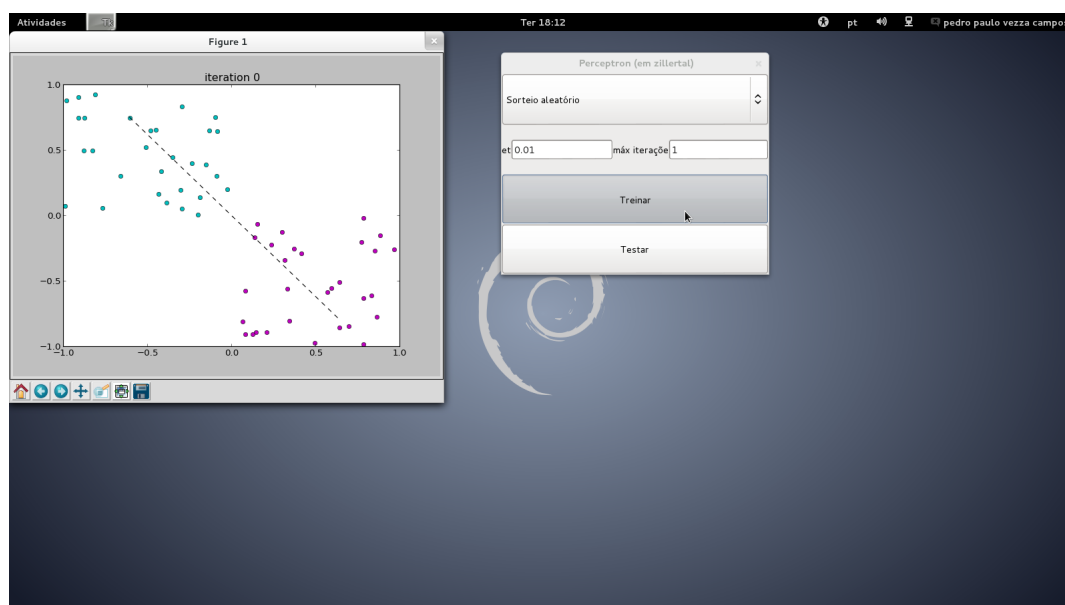 Atividades Tk Ter 18:12 pt pedro paulo vezza campos
Figure 1
iteration 0
1.0
0.5
0.0
−0.5
−1.0
−1.0 −0.5 0.0 0.5 1.0
Perceptron (em zillertal)
Sorteio aleatório
et 0.01 máx iteraçõe 1
Treinar
Testar